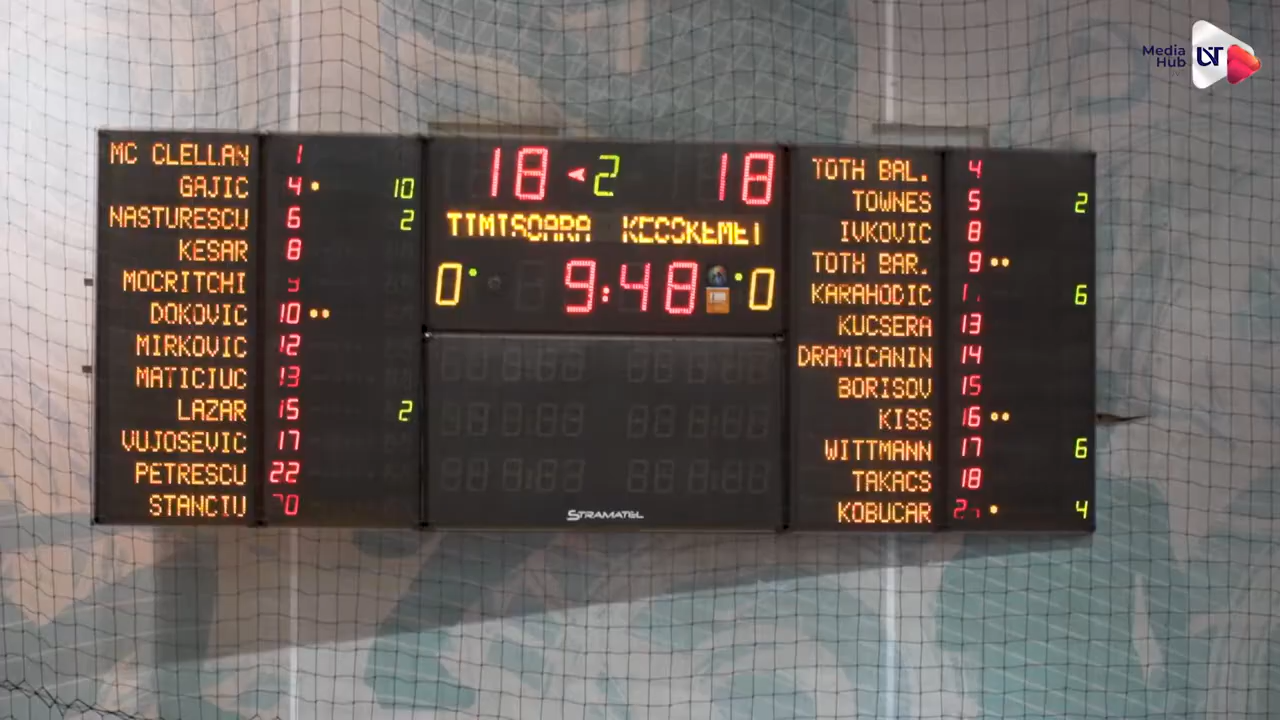 Media
Hub
UVT
MC CLELLAN 1
GAJIC 4 10
NASTURESCU 6 2
KESAR 8
MOCRITCHI 9
DOKOVIC 10
MIRKOVIC 12
MATICIUC 13
LAZAR 15 2
VUJOSEVIC 17
PETRESCU 22
STANCIU 70
18 2 18
TIMISOARA KECSKEMET
0 9:48 0
STRAMATEL
TOTH BAL. 4
TOWNES 5 2
IVKOVIC 8
TOTH BAR. 9
KARAHODIC 6
KUCSERA 13
DRAMICANIN 14
BORISOV 15
KISS 16
WITTMANN 17 6
TAKACS 18
KOBUCAR 4